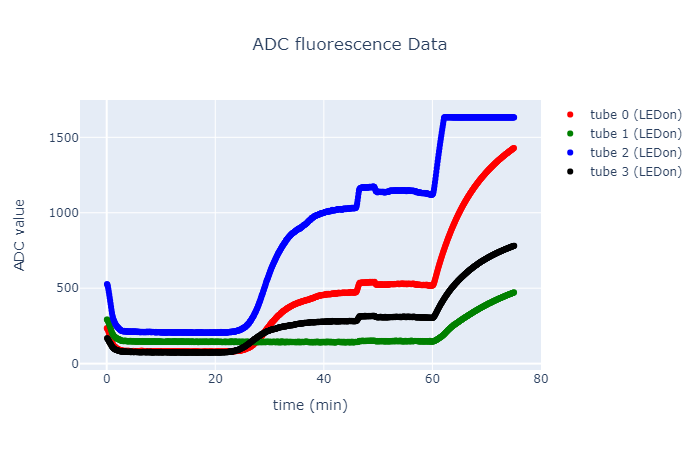 ADC fluorescence Data
tube 0 (LEDon)
tube 1 (LEDon)
tube 2 (LEDon)
tube 3 (LEDon)
ADC value
1500
1000
500
0
0
20
40
60
80
time (min)